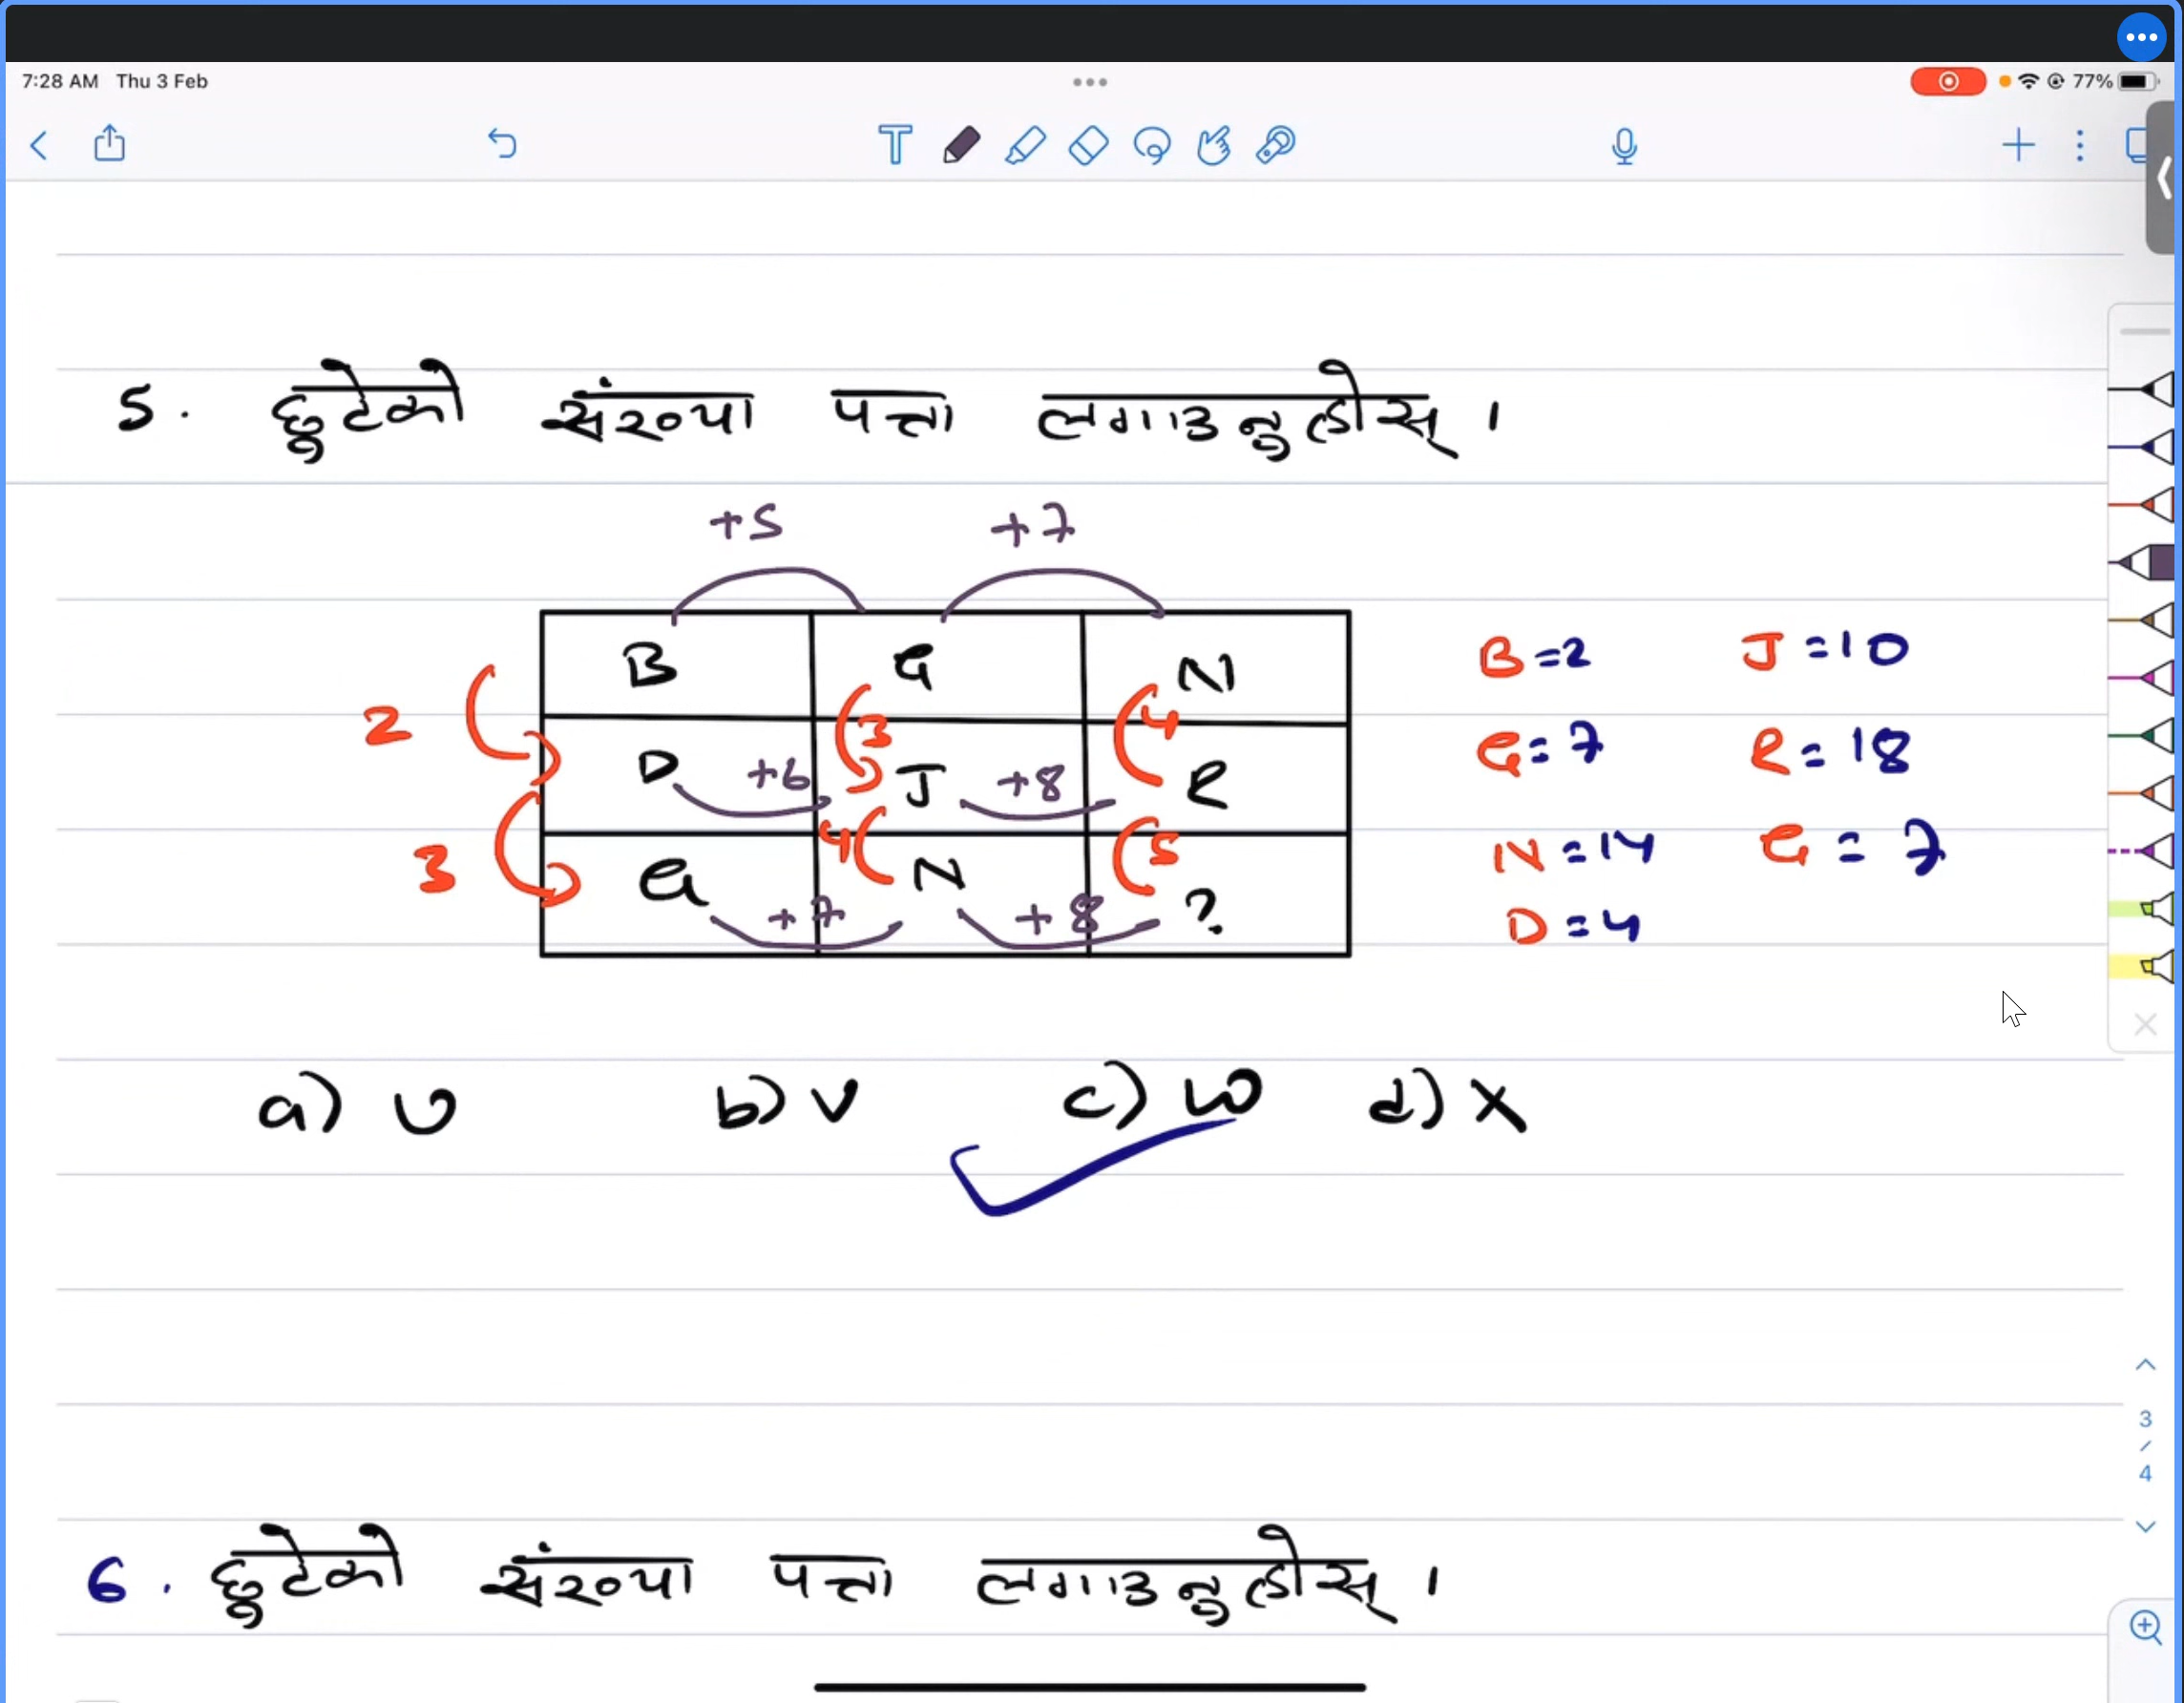 7:28 AM Thu 3 Feb
77%
5. छुटेको संख्या पत्ता लगाउनुहोस् ।
+5 +7
B G N B=2 J=10
2 3 4
D +6 J +8 R G=7 R=18
3 4 5
G N ? N=14 G=7
+7 +8 D=4
a) U b) V c) W d) X
3
/
4
6. छुटेको संख्या पत्ता लगाउनुहोस् ।